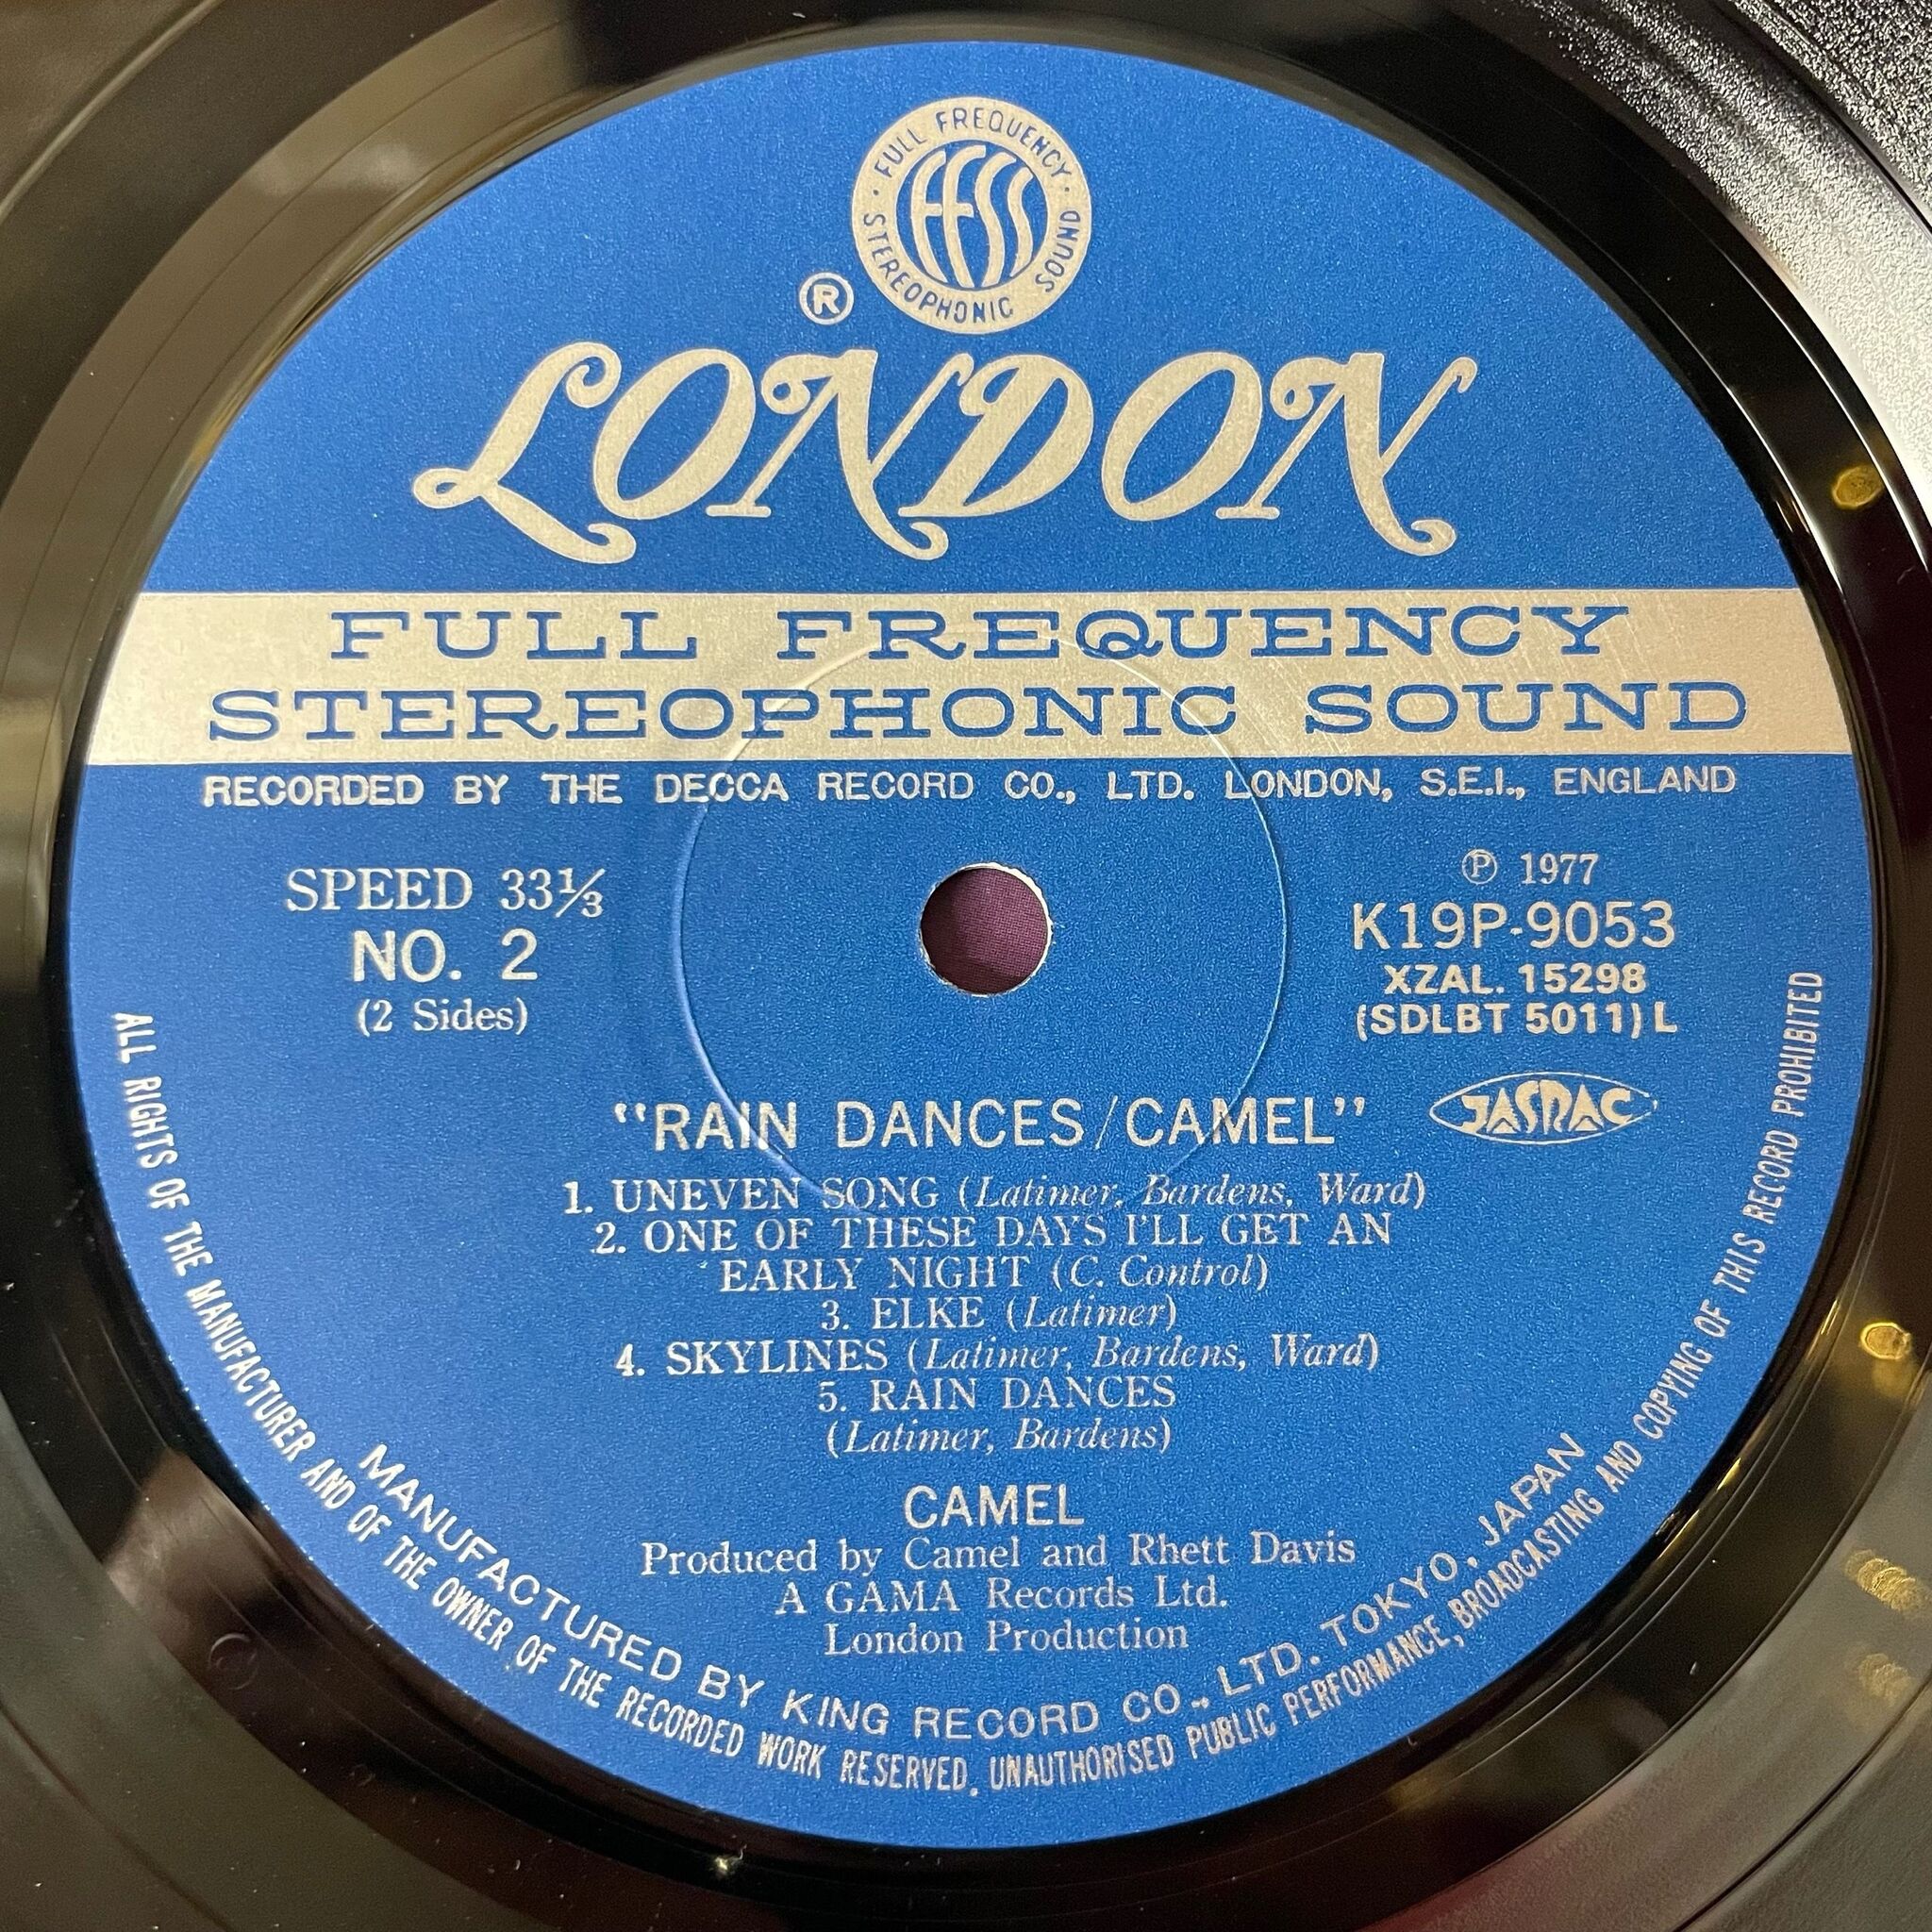 · FULL FREQUENCY ·
FFSS
STEREOPHONIC SOUND
®
LONDON
FULL FREQUENCY
STEREOPHONIC SOUND
RECORDED BY THE DECCA RECORD CO., LTD. LONDON, S.E.I., ENGLAND
SPEED 33⅓
NO. 2
(2 Sides)
℗ 1977
K19P-9053
XZAL. 15298
(SDLBT 5011) L
JASRAC
"RAIN DANCES/CAMEL"
1. UNEVEN SONG (Latimer, Bardens, Ward)
2. ONE OF THESE DAYS I'LL GET AN
EARLY NIGHT (C. Control)
3. ELKE (Latimer)
4. SKYLINES (Latimer, Bardens, Ward)
5. RAIN DANCES
(Latimer, Bardens)
CAMEL
Produced by Camel and Rhett Davis
A GAMA Records Ltd.
London Production
MANUFACTURED BY KING RECORD CO., LTD. TOKYO, JAPAN
ALL RIGHTS OF THE MANUFACTURER AND OF THE OWNER OF THE RECORDED WORK RESERVED. UNAUTHORISED PUBLIC PERFORMANCE, BROADCASTING AND COPYING OF THIS RECORD PROHIBITED